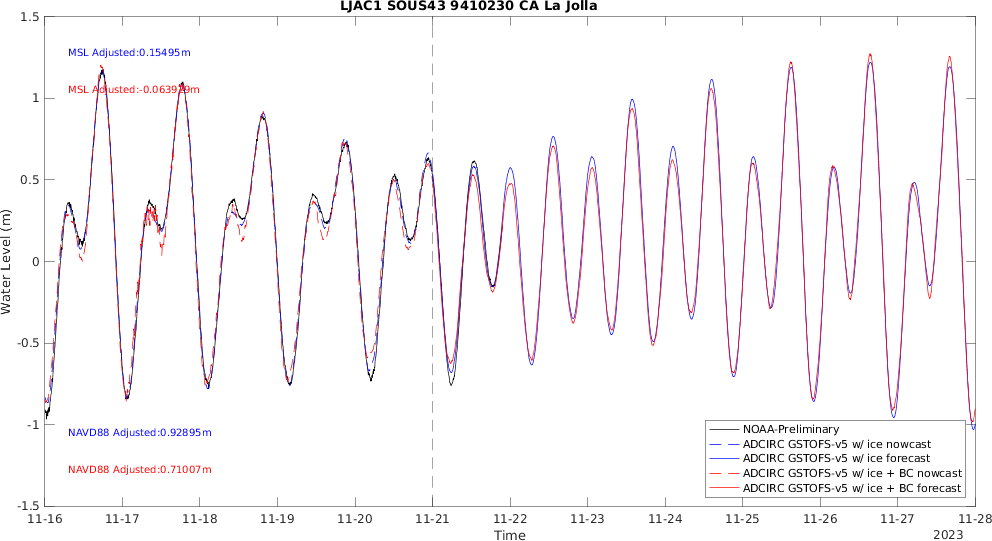 LJAC1 SOUS43 9410230 CA La Jolla
1.5
MSL Adjusted:0.15495m
1
0.5
0
-0.5
-1
-1.5
Water Level (m)
NAVD88 Adjusted:0.92895m
NAVD88 Adjusted:0.71007m
NOAA-Preliminary
ADCIRC GSTOFS-v5 w/ ice nowcast
ADCIRC GSTOFS-v5 w/ ice forecast
ADCIRC GSTOFS-v5 w/ ice + BC nowcast
ADCIRC GSTOFS-v5 w/ ice + BC forecast
11-16 11-17 11-18 11-19 11-20 11-21 11-22 11-23 11-24 11-25 11-26 11-27 11-28
Time
2023